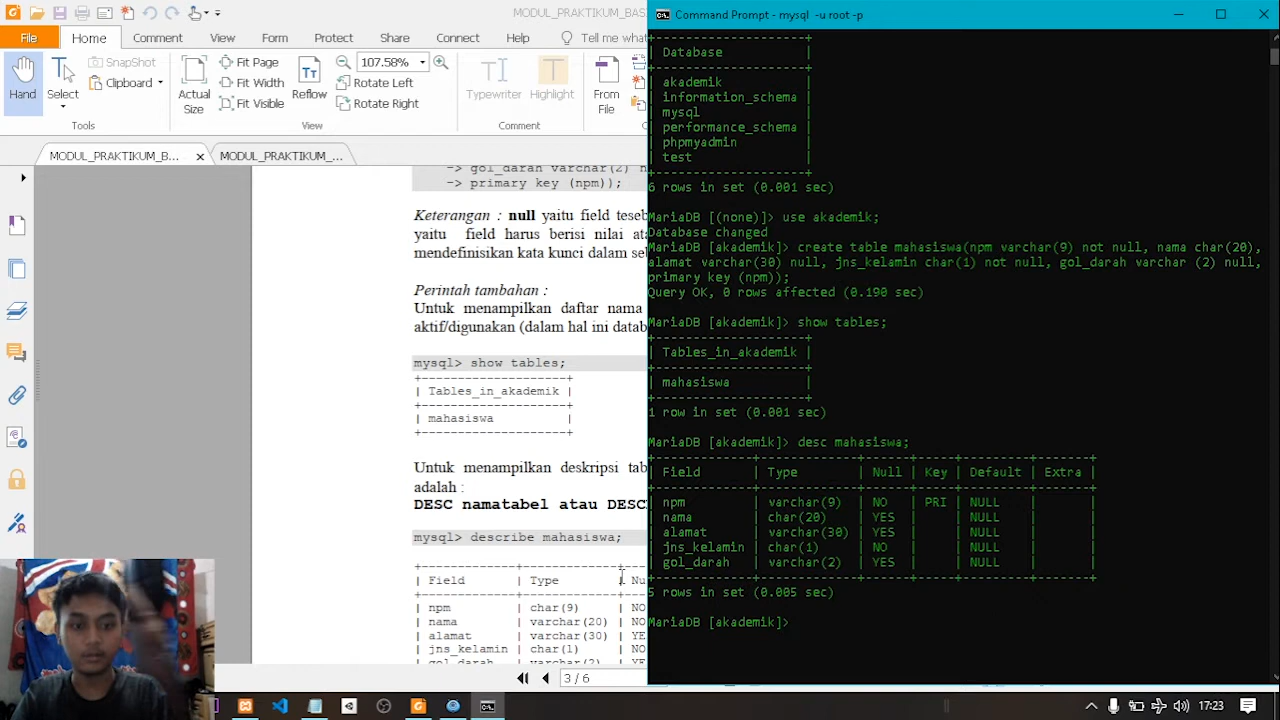 MODUL_PRAKTIKUM_BAS
Command Prompt - mysql -u root -p
File
Home
Comment
View
Form
Protect
Share
Connect
Help
Tell me
SnapShot
Clipboard
Select
Tools
Actual
Size
Fit Page
Fit Width
Fit Visible
Reflow
107.58%
Rotate Left
Rotate Right
View
Typewriter
Highlight
Comment
From
File
MODUL_PRAKTIKUM_B...
MODUL_PRAKTIKUM_...
-> gol_darah varchar(2) n
-> primary key (npm));
Keterangan : null yaitu field teseb
yaitu field harus berisi nilai at
mendefinisikan kata kunci dalam se
Perintah tambahan :
Untuk menampilkan daftar nama
aktif/digunakan (dalam hal ini datab
mysql> show tables;
+--------------------+
| Tables_in_akademik |
+--------------------+
| mahasiswa |
+--------------------+
Untuk menampilkan deskripsi tab
adalah :
DESC namatabel atau DESC
mysql> describe mahasiswa;
| Field | Type | Nu
| npm | char(9) | NO
| nama | varchar(20) | NO
| alamat | varchar(30) | YE
| jns_kelamin | char(1) | NO
| gol_darah | varchar(2)
3 / 6
+--------------------+
| Database |
+--------------------+
| akademik |
| information_schema |
| mysql |
| performance_schema |
| phpmyadmin |
| test |
+--------------------+
6 rows in set (0.001 sec)
MariaDB [(none)]> use akademik;
Database changed
MariaDB [akademik]> create table mahasiswa(npm varchar(9) not null, nama char(20),
alamat varchar(30) null, jns_kelamin char(1) not null, gol_darah varchar (2) null,
primary key (npm));
Query OK, 0 rows affected (0.190 sec)
MariaDB [akademik]> show tables;
+--------------------+
| Tables_in_akademik |
+--------------------+
| mahasiswa |
+--------------------+
1 row in set (0.001 sec)
MariaDB [akademik]> desc mahasiswa;
+-------------+-------------+------+-----+---------+-------+
| Field | Type | Null | Key | Default | Extra |
+-------------+-------------+------+-----+---------+-------+
| npm | varchar(9) | NO | PRI | NULL | |
| nama | char(20) | YES | | NULL | |
| alamat | varchar(30) | YES | | NULL | |
| jns_kelamin | char(1) | NO | | NULL | |
| gol_darah | varchar(2) | YES | | NULL | |
+-------------+-------------+------+-----+---------+-------+
5 rows in set (0.005 sec)
MariaDB [akademik]>
17:23